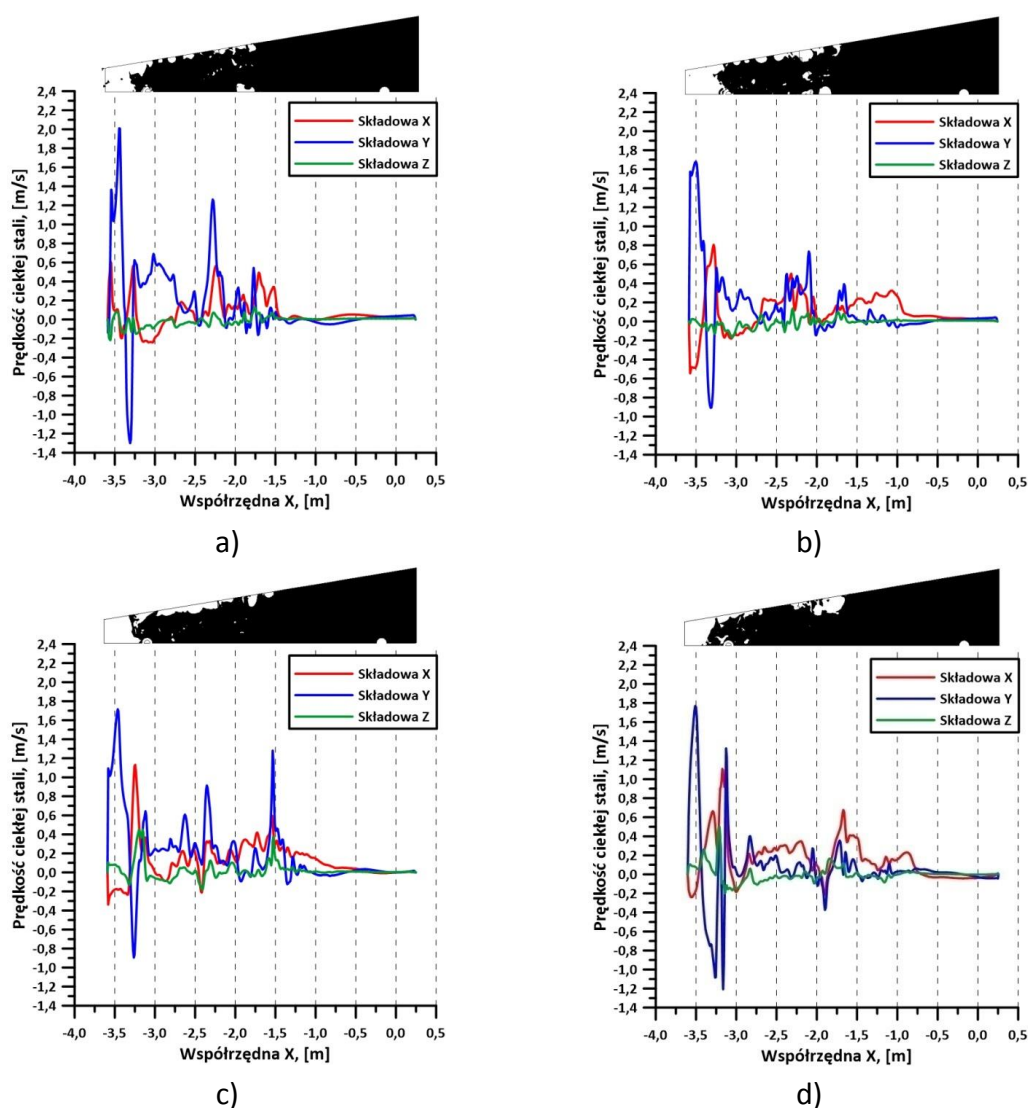 2,4
2,2
2,0
1,8
1,6
1,4
1,2
1,0
0,8
0,6
0,4
0,2
0,0
-0,2
-0,4
-0,6
-0,8
-1,0
-1,2
-1,4
Prędkość ciekłej stali, [m/s]
Składowa X
Składowa Y
Składowa Z
-4,0 -3,5 -3,0 -2,5 -2,0 -1,5 -1,0 -0,5 0,0 0,5
Współrzędna X, [m]
a)
2,4
2,2
2,0
1,8
1,6
1,4
1,2
1,0
0,8
0,6
0,4
0,2
0,0
-0,2
-0,4
-0,6
-0,8
-1,0
-1,2
-1,4
Prędkość ciekłej stali, [m/s]
Składowa X
Składowa Y
Składowa Z
-4,0 -3,5 -3,0 -2,5 -2,0 -1,5 -1,0 -0,5 0,0 0,5
Współrzędna X, [m]
b)
2,4
2,2
2,0
1,8
1,6
1,4
1,2
1,0
0,8
0,6
0,4
0,2
0,0
-0,2
-0,4
-0,6
-0,8
-1,0
-1,2
-1,4
Prędkość ciekłej stali, [m/s]
Składowa X
Składowa Y
Składowa Z
-4,0 -3,5 -3,0 -2,5 -2,0 -1,5 -1,0 -0,5 0,0 0,5
Współrzędna X, [m]
c)
2,4
2,2
2,0
1,8
1,6
1,4
1,2
1,0
0,8
0,6
0,4
0,2
0,0
-0,2
-0,4
-0,6
-0,8
-1,0
-1,2
-1,4
Prędkość ciekłej stali, [m/s]
Składowa X
Składowa Y
Składowa Z
-4,0 -3,5 -3,0 -2,5 -2,0 -1,5 -1,0 -0,5 0,0 0,5
Współrzędna X, [m]
d)